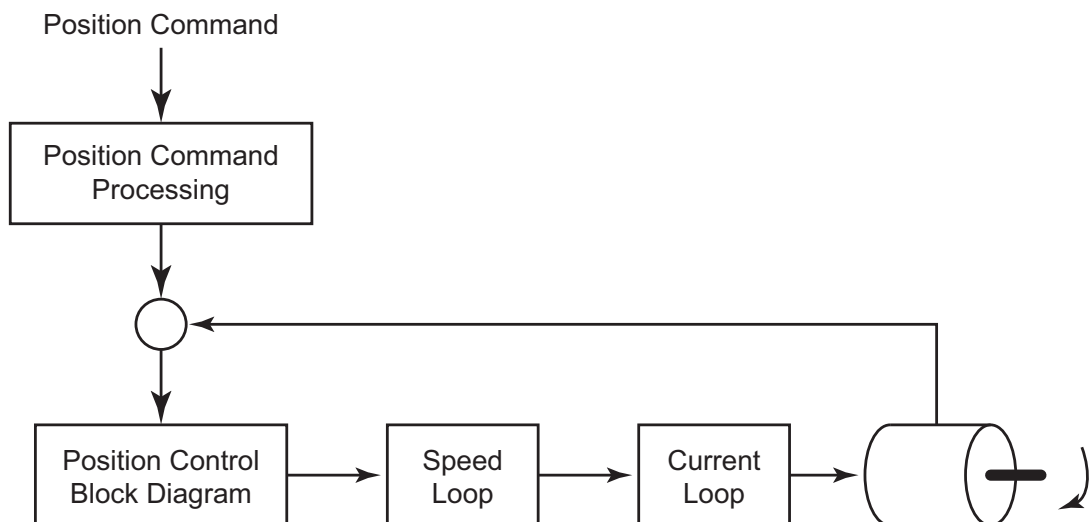 Position Command
Position Command
Processing
Position Control
Block Diagram
Speed
Loop
Current
Loop